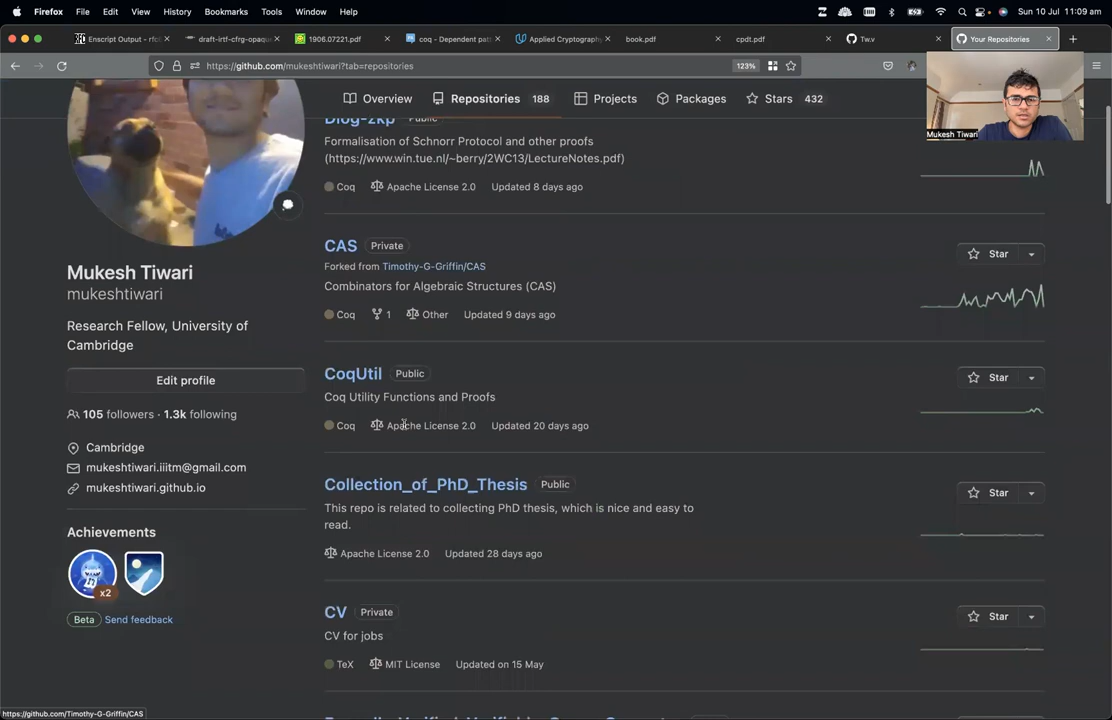 Firefox File Edit View History Bookmarks Tools Window Help
Sun 10 Jul 11:09 am
Enscript Output - rfc
draft-irtf-cfrg-opaqu
1906.07221.pdf
coq - Dependent pat
Applied Cryptography
book.pdf
cpdt.pdf
Tw.v
Your Repositories
https://github.com/mukeshtiwari?tab=repositories
123%
Mukesh Tiwari
Overview
Repositories 188
Projects
Packages
Stars 432
Dlog-zkp Public
Formalisation of Schnorr Protocol and other proofs
(https://www.win.tue.nl/~berry/2WC13/LectureNotes.pdf)
Coq Apache License 2.0 Updated 8 days ago
CAS Private
Star
Forked from Timothy-G-Griffin/CAS
Combinators for Algebraic Structures (CAS)
Coq 1 Other Updated 9 days ago
CoqUtil Public
Star
Coq Utility Functions and Proofs
Coq Apache License 2.0 Updated 20 days ago
Collection_of_PhD_Thesis Public
Star
This repo is related to collecting PhD thesis, which is nice and easy to
read.
Apache License 2.0 Updated 28 days ago
CV Private
Star
CV for jobs
TeX MIT License Updated on 15 May
Mukesh Tiwari
mukeshtiwari
Research Fellow, University of
Cambridge
Edit profile
105 followers · 1.3k following
Cambridge
mukeshtiwari.iiitm@gmail.com
mukeshtiwari.github.io
Achievements
x2
Beta Send feedback
https://github.com/Timothy-G-Griffin/CAS